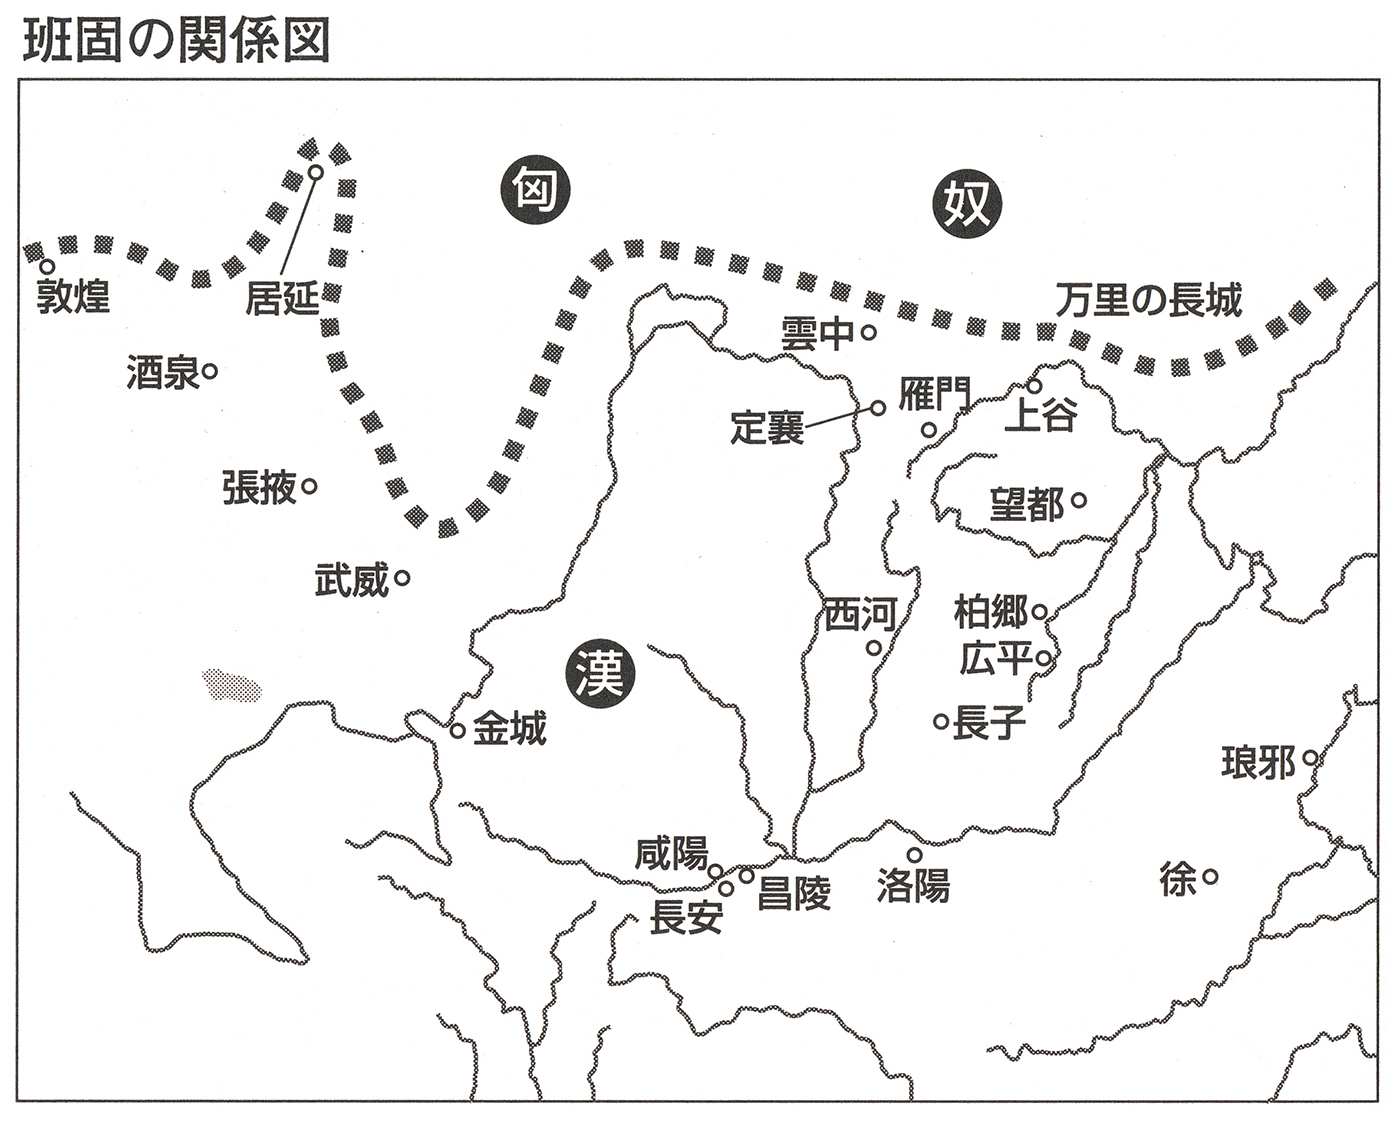 班固の関係図
匈
奴
敦煌
居延
万里の長城
雲中
酒泉
雁門
定襄
上谷
張掖
望都
武威
西河
柏郷
広平
漢
金城
長子
琅邪
咸陽
昌陵
洛陽
徐
長安